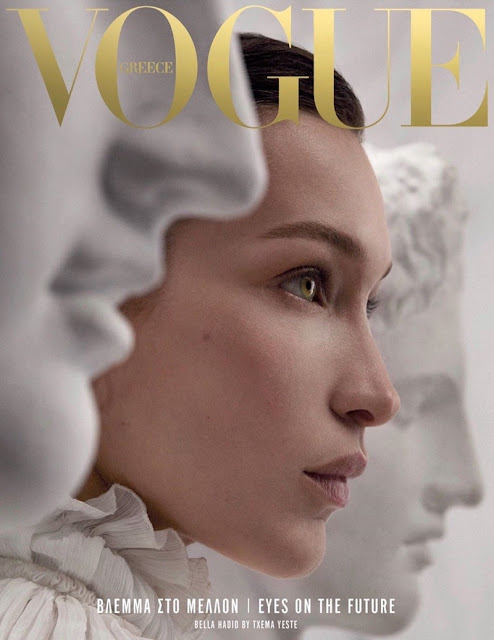 VOGUE
GREECE
ΒΛΕΜΜΑ ΣΤΟ ΜΕΛΛΟΝ | EYES ON THE FUTURE
BELLA HADID BY TXEMA YESTE